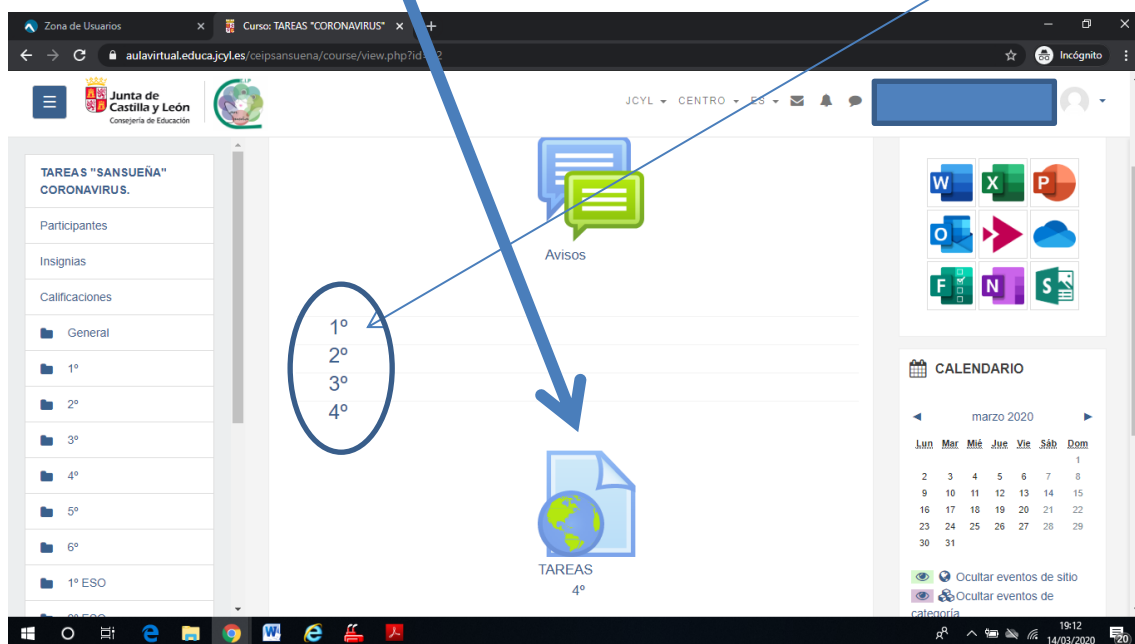 Zona de Usuarios
Curso: TAREAS "CORONAVIRUS"
aulavirtual.educa.jcyl.es/ceipsansuena/course/view.php?id=
Incógnito
Junta de
Castilla y León
Consejería de Educación
JCYL CENTRO ES
TAREAS "SANSUEÑA"
CORONAVIRUS.
Participantes
Insignias
Calificaciones
General
1º
2º
3º
4º
5º
6º
1º ESO
Avisos
1º
2º
3º
4º
TAREAS
4º
W X P
O
F N S
CALENDARIO
◄ marzo 2020 ►
Lun Mar Mié Jue Vie Sáb Dom
1
2 3 4 5 6 7 8
9 10 11 12 13 14 15
16 17 18 19 20 21 22
23 24 25 26 27 28 29
30 31
Ocultar eventos de sitio
Ocultar eventos de
categoría
19:12
14/03/2020
20